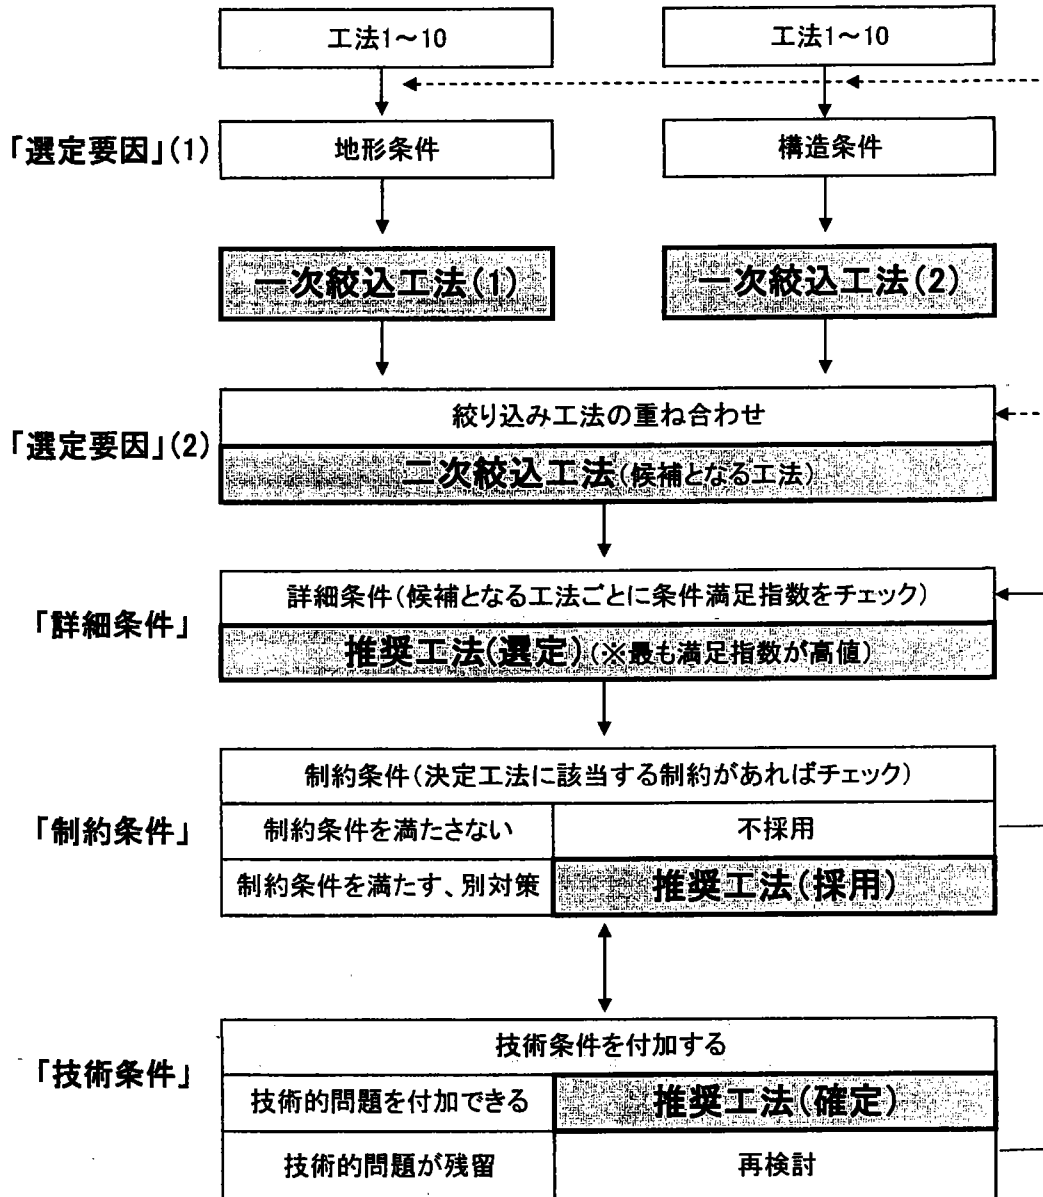 工法1～10
工法1～10
「選定要因」(1)
地形条件
構造条件
一次絞込工法(1)
一次絞込工法(2)
「選定要因」(2)
絞り込み工法の重ね合わせ
二次絞込工法(候補となる工法)
「詳細条件」
詳細条件(候補となる工法ごとに条件満足指数をチェック)
推奨工法(選定)(※最も満足指数が高値)
「制約条件」
制約条件(決定工法に該当する制約があればチェック)
制約条件を満たさない
不採用
制約条件を満たす、別対策
推奨工法(採用)
「技術条件」
技術条件を付加する
技術的問題を付加できる
推奨工法(確定)
技術的問題が残留
再検討